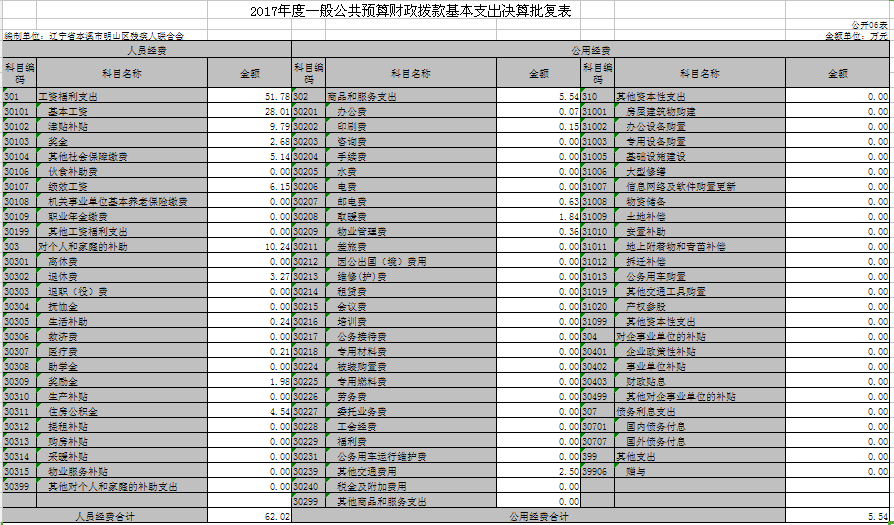 2017年度一般公共预算财政拨款基本支出决算批复表
公开06表
编制单位：辽宁省本溪市明山区残疾人联合会 金额单位：万元
人员经费 公用经费
科目编码 科目名称 金额 科目编码 科目名称 金额 科目编码 科目名称 金额
301 工资福利支出 51.78 302 商品和服务支出 5.54 310 其他资本性支出 0.00
30101 基本工资 28.01 30201 办公费 0.07 31001 房屋建筑物购建 0.00
30102 津贴补贴 9.79 30202 印刷费 0.15 31002 办公设备购置 0.00
30103 奖金 2.68 30203 咨询费 0.00 31003 专用设备购置 0.00
30104 其他社会保障缴费 5.14 30204 手续费 0.00 31005 基础设施建设 0.00
30106 伙食补助费 0.00 30205 水费 0.00 31006 大型修缮 0.00
30107 绩效工资 6.15 30206 电费 0.00 31007 信息网络及软件购置更新 0.00
30108 机关事业单位基本养老保险缴费 0.00 30207 邮电费 0.63 31008 物资储备 0.00
30109 职业年金缴费 0.00 30208 取暖费 1.84 31009 土地补偿 0.00
30199 其他工资福利支出 0.00 30209 物业管理费 0.36 31010 安置补助 0.00
303 对个人和家庭的补助 10.24 30211 差旅费 0.00 31011 地上附着物和青苗补偿 0.00
30301 离休费 0.00 30212 因公出国（境）费用 0.00 31012 拆迁补偿 0.00
30302 退休费 3.27 30213 维修(护)费 0.00 31013 公务用车购置 0.00
30303 退职（役）费 0.00 30214 租赁费 0.00 31019 其他交通工具购置 0.00
30304 抚恤金 0.00 30215 会议费 0.00 31020 产权参股 0.00
30305 生活补助 0.24 30216 培训费 0.00 31099 其他资本性支出 0.00
30306 救济费 0.00 30217 公务接待费 0.00 304 对企事业单位的补贴 0.00
30307 医疗费 0.21 30218 专用材料费 0.00 30401 企业政策性补贴 0.00
30308 助学金 0.00 30224 被装购置费 0.00 30402 事业单位补贴 0.00
30309 奖励金 1.98 30225 专用燃料费 0.00 30403 财政贴息 0.00
30310 生产补贴 0.00 30226 劳务费 0.00 30499 其他对企事业单位的补贴 0.00
30311 住房公积金 4.54 30227 委托业务费 0.00 307 债务利息支出 0.00
30312 提租补贴 0.00 30228 工会经费 0.00 30701 国内债务付息 0.00
30313 购房补贴 0.00 30229 福利费 0.00 30707 国外债务付息 0.00
30314 采暖补贴 0.00 30231 公务用车运行维护费 0.00 399 其他支出 0.00
30315 物业服务补贴 0.00 30239 其他交通费用 2.50 39906 赠与 0.00
30399 其他对个人和家庭的补助支出 0.00 30240 税金及附加费用 0.00
30299 其他商品和服务支出 0.00
人员经费合计 62.02 公用经费合计 5.54